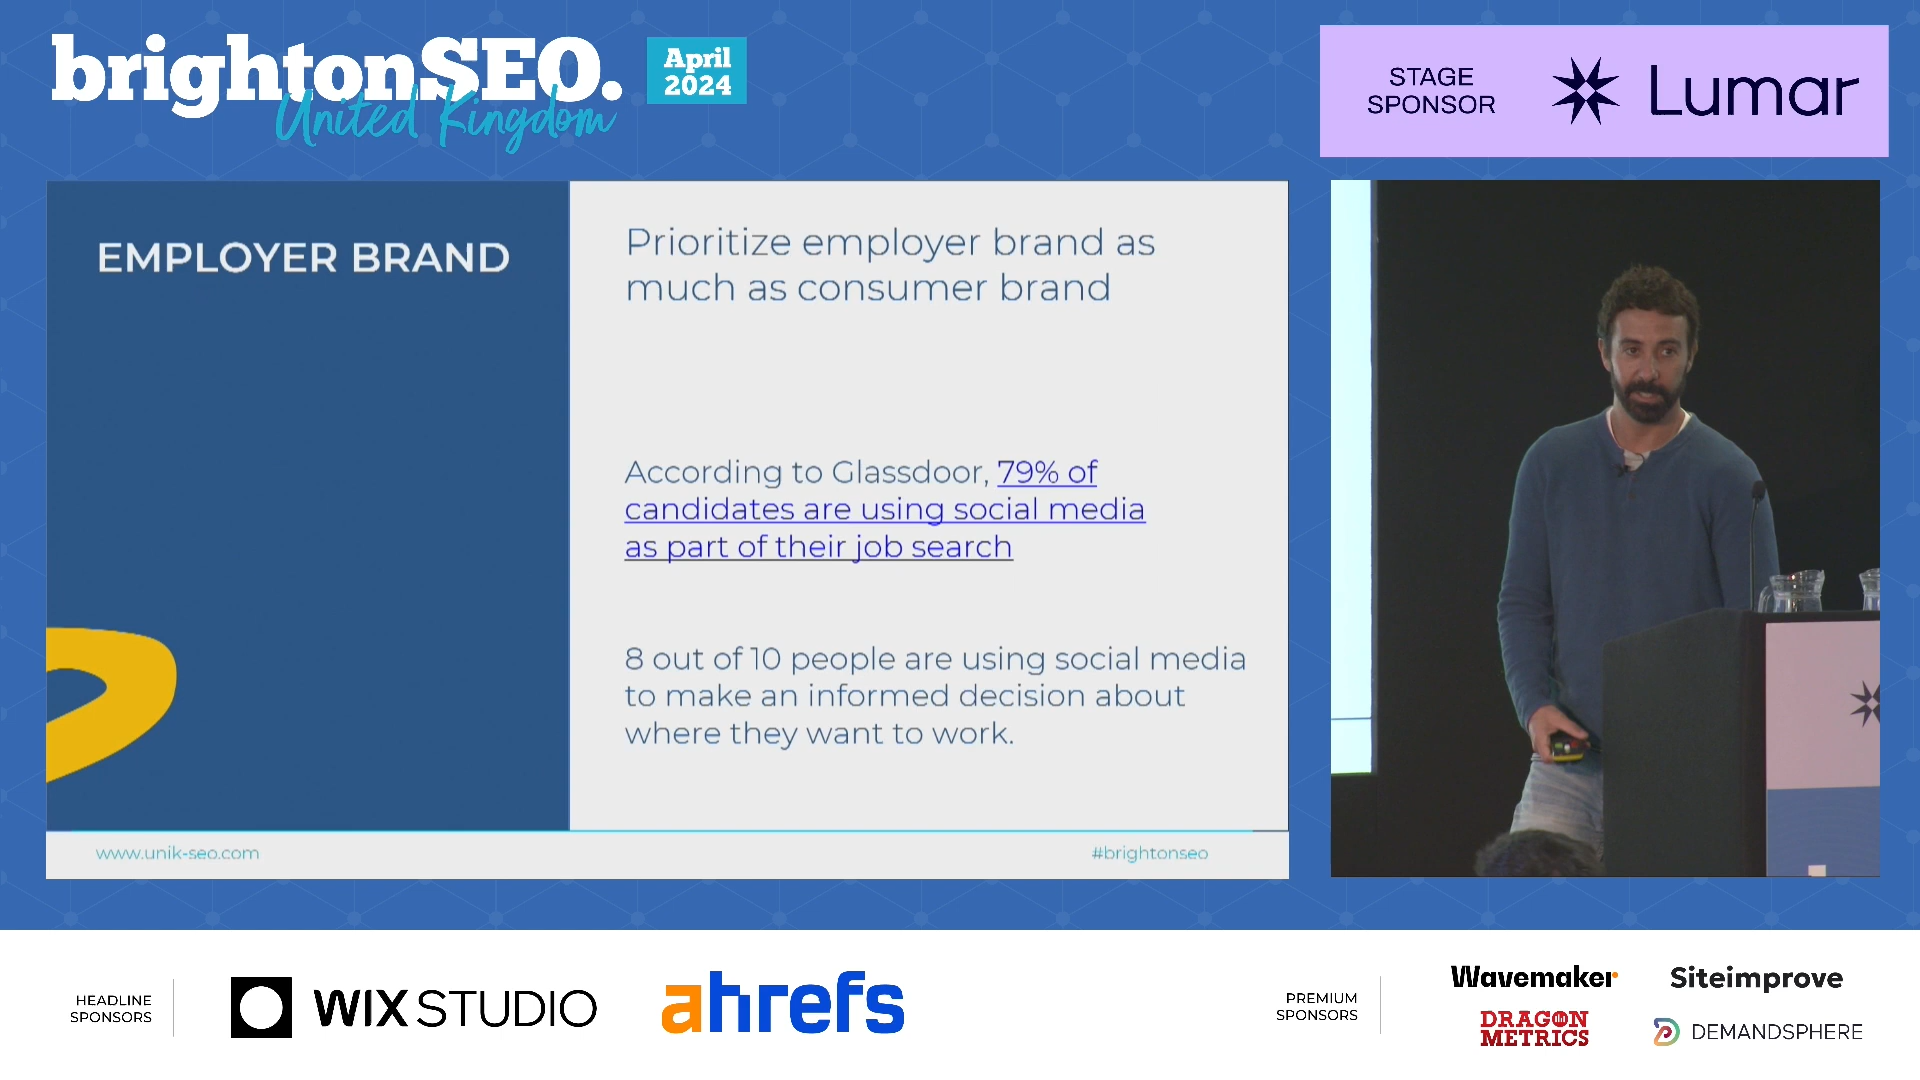 brightonSEO.
United Kingdom
April
2024
STAGE
SPONSOR
Lumar
EMPLOYER BRAND
Prioritize employer brand as
much as consumer brand
According to Glassdoor, 79% of
candidates are using social media
as part of their job search
8 out of 10 people are using social media
to make an informed decision about
where they want to work.
www.unik-seo.com
#brightonseo
HEADLINE
SPONSORS
WIX STUDIO
ahrefs
PREMIUM
SPONSORS
Wavemaker
Siteimprove
DRAGON
METRICS
DEMANDSPHERE